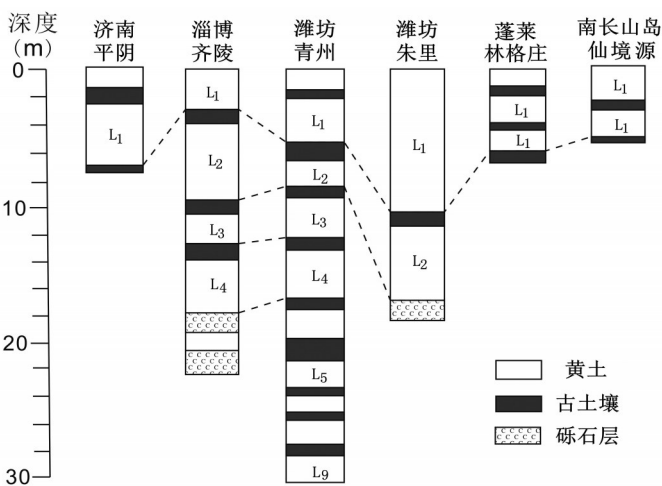 深度
(m)
济南
平阴
淄博
齐陵
潍坊
青州
潍坊
朱里
蓬莱
林格庄
南长山岛
仙境源
0
10
20
30
L1
L1
L2
L3
L4
L1
L2
L3
L4
L5
L9
L1
L2
L1
L1
L1
L1
黄土
古土壤
砾石层